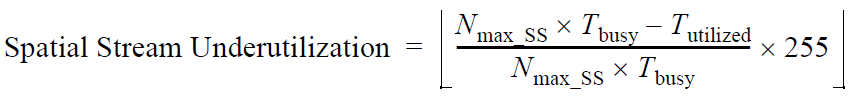 Spatial Stream Underutilization = ⌊ (N_max_SS × T_busy − T_utilized) / (N_max_SS × T_busy) × 255 ⌋